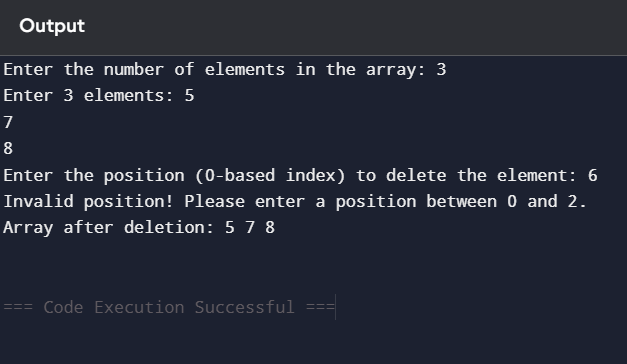 Output
Enter the number of elements in the array: 3
Enter 3 elements: 5
7
8
Enter the position (0-based index) to delete the element: 6
Invalid position! Please enter a position between 0 and 2.
Array after deletion: 5 7 8
=== Code Execution Successful ===